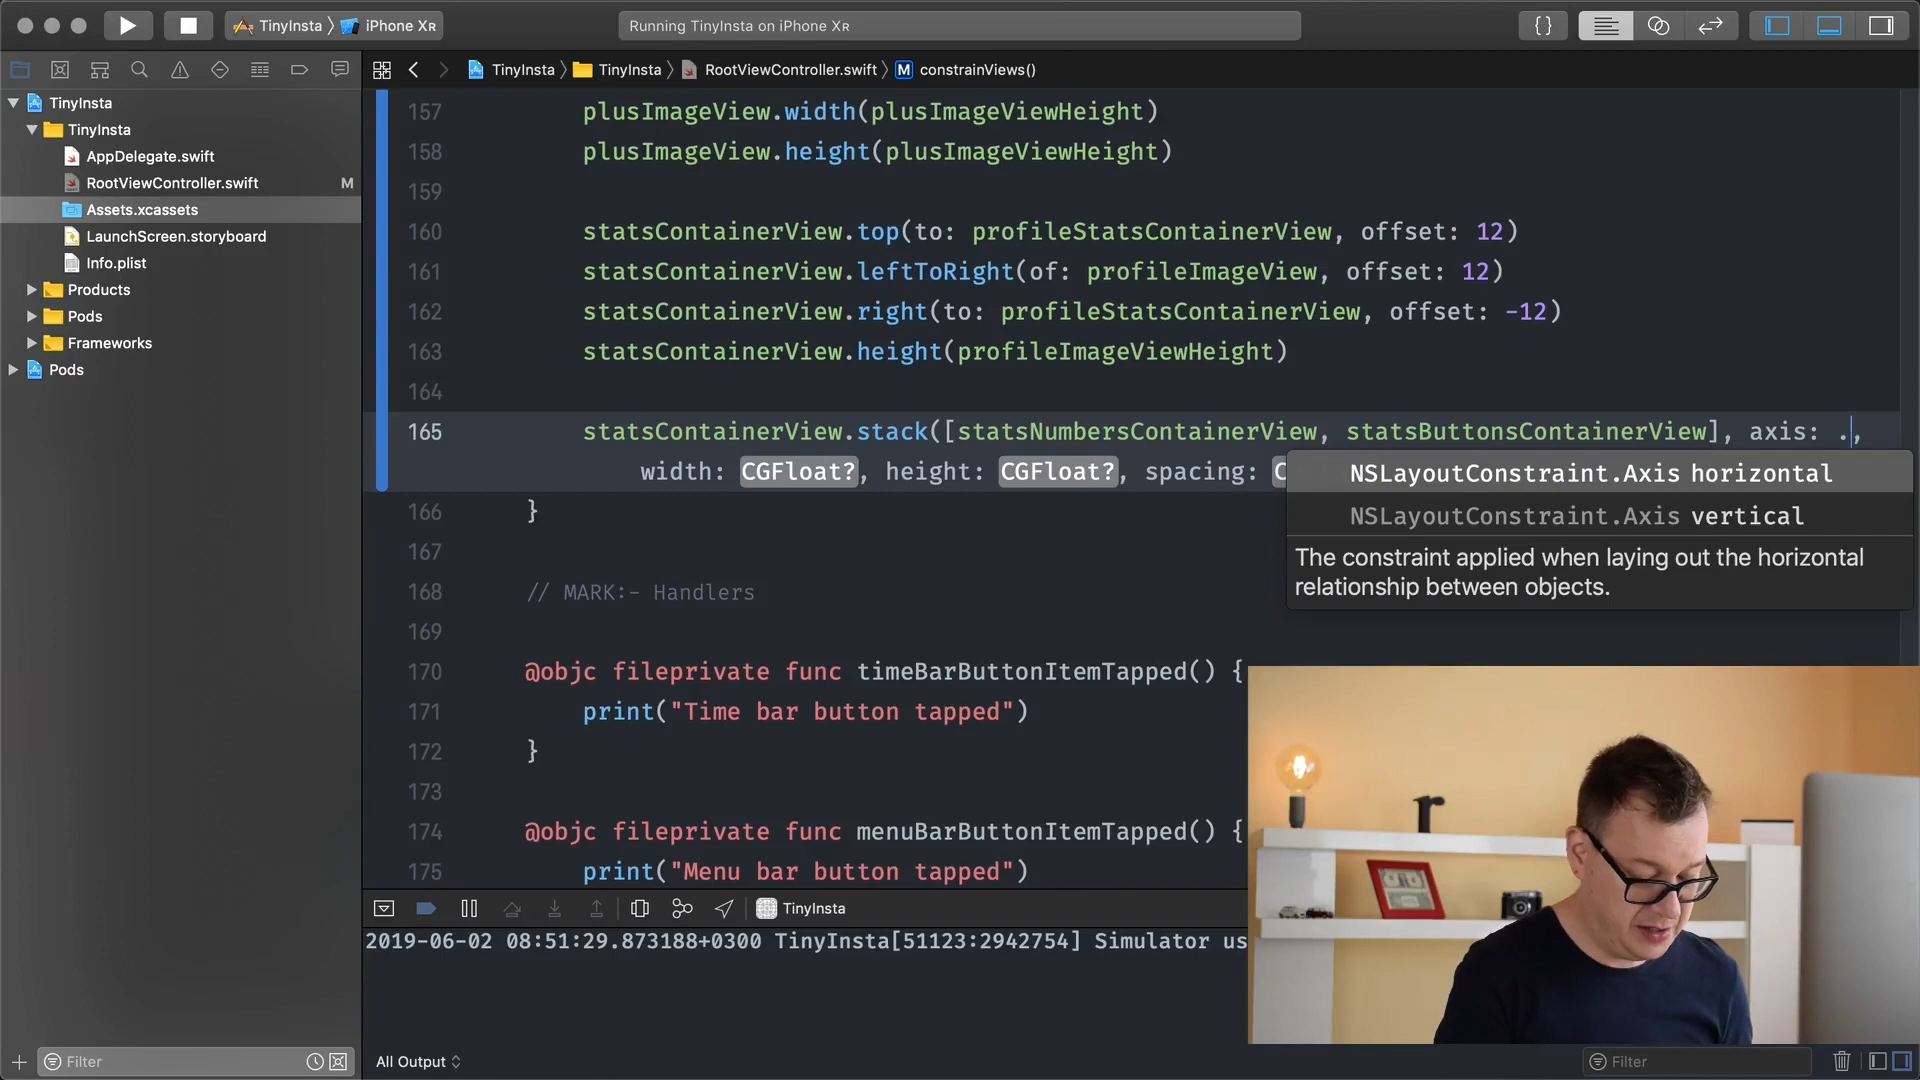 TinyInsta
iPhone XR
Running TinyInsta on iPhone XR
{ }
TinyInsta
TinyInsta
RootViewController.swift
M
constrainViews()
TinyInsta
TinyInsta
AppDelegate.swift
RootViewController.swift
M
Assets.xcassets
LaunchScreen.storyboard
Info.plist
Products
Pods
Frameworks
Pods
157 plusImageView.width(plusImageViewHeight)
158 plusImageView.height(plusImageViewHeight)
159
160 statsContainerView.top(to: profileStatsContainerView, offset: 12)
161 statsContainerView.leftToRight(of: profileImageView, offset: 12)
162 statsContainerView.right(to: profileStatsContainerView, offset: -12)
163 statsContainerView.height(profileImageViewHeight)
164
165 statsContainerView.stack([statsNumbersContainerView, statsButtonsContainerView], axis: .,
width: CGFloat?, height: CGFloat?, spacing: C
NSLayoutConstraint.Axis horizontal
NSLayoutConstraint.Axis vertical
The constraint applied when laying out the horizontal
relationship between objects.
166 }
167
168 // MARK:- Handlers
169
170 @objc fileprivate func timeBarButtonItemTapped() {
171 print("Time bar button tapped")
172 }
173
174 @objc fileprivate func menuBarButtonItemTapped() {
175 print("Menu bar button tapped")
TinyInsta
2019-06-02 08:51:29.873188+0300 TinyInsta[51123:2942754] Simulator us
Filter
All Output
Filter